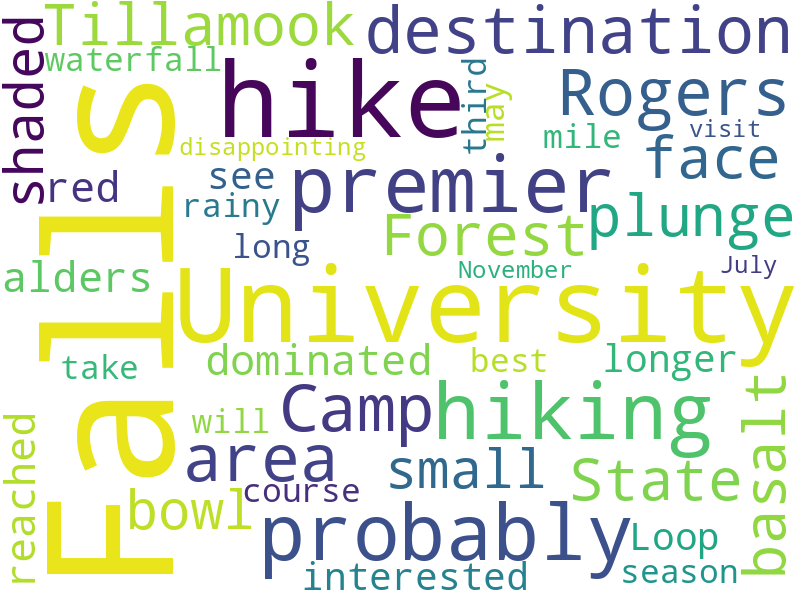 Tillamook
destination
waterfall
shaded
hike
third
may
Rogers
mile
visit
disappointing
Falls
red
see
premier
face
rainy
plunge
Forest
long
alders
November
July
University
take
dominated
best
longer
Camp
hiking
will
basalt
reached
area
small
State
course
bowl
probably
Loop
interested
season